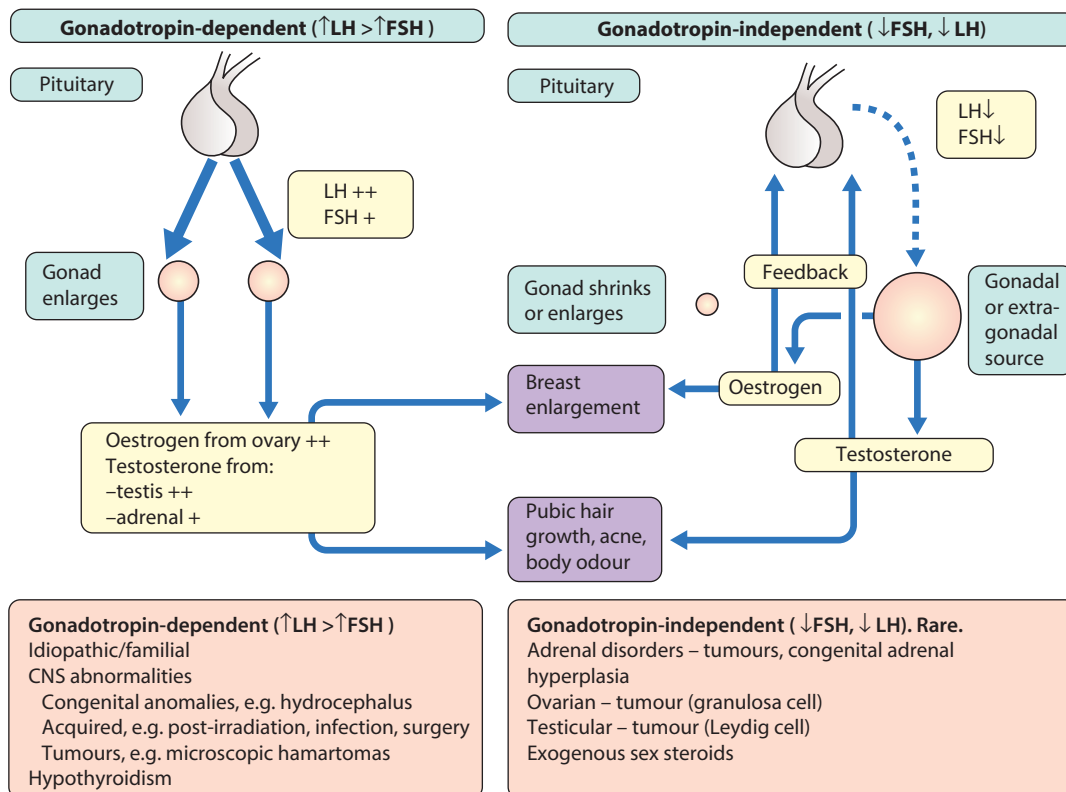 Gonadotropin-dependent (↑LH >↑FSH )
Pituitary
LH ++
FSH +
Gonad
enlarges
Oestrogen from ovary ++
Testosterone from:
–testis ++
–adrenal +
Gonadotropin-independent ( ↓FSH, ↓ LH)
Pituitary
LH↓
FSH↓
Feedback
Gonad shrinks
or enlarges
Gonadal
or extra-
gonadal
source
Breast
enlargement
Oestrogen
Testosterone
Pubic hair
growth, acne,
body odour
Gonadotropin-dependent (↑LH >↑FSH )
Idiopathic/familial
CNS abnormalities
Congenital anomalies, e.g. hydrocephalus
Acquired, e.g. post-irradiation, infection, surgery
Tumours, e.g. microscopic hamartomas
Hypothyroidism
Gonadotropin-independent ( ↓FSH, ↓ LH). Rare.
Adrenal disorders – tumours, congenital adrenal
hyperplasia
Ovarian – tumour (granulosa cell)
Testicular – tumour (Leydig cell)
Exogenous sex steroids